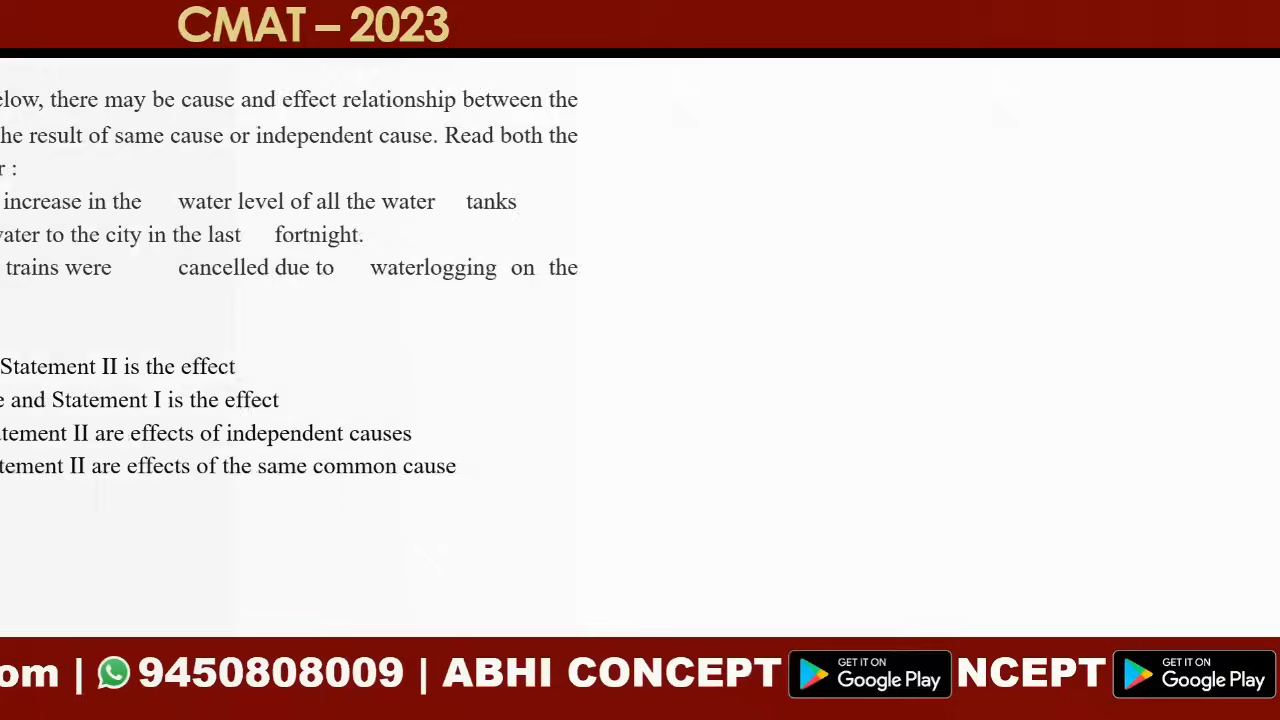 CMAT – 2023
elow, there may be cause and effect relationship between the
he result of same cause or independent cause. Read both the
r :
increase in the water level of all the water tanks
vater to the city in the last fortnight.
trains were cancelled due to waterlogging on the
Statement II is the effect
e and Statement I is the effect
tement II are effects of independent causes
tement II are effects of the same common cause
om | 9450808009 | ABHI CONCEPT GET IT ON Google Play NCEPT GET IT ON Google Play